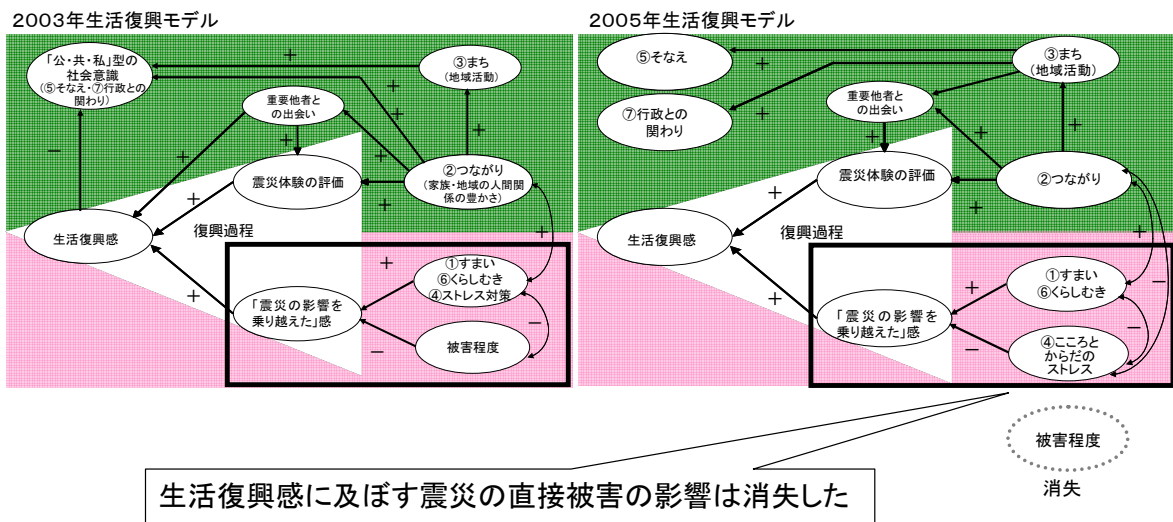 2003年生活復興モデル
「公・共・私」型の
社会意識
(⑤そなえ・⑦行政との
関わり)
+
③まち
(地域活動)
+
重要他者と
の出会い
+
−
+
+
+
+
震災体験の評価
②つながり
(家族・地域の人間関
係の豊かさ)
+
+
生活復興感
復興過程
+
+
①すまい
⑥くらしむき
④ストレス対策
+
「震災の影響を
乗り越えた」感
−
−
被害程度
2005年生活復興モデル
⑤そなえ
+
③まち
(地域活動)
⑦行政との
関わり
+
重要他者と
の出会い
+
+
+
+
震災体験の評価
②つながり
+
+
生活復興感
復興過程
+
+
①すまい
⑥くらしむき
−
+
「震災の影響を
乗り越えた」感
−
−
④こころと
からだの
ストレス
被害程度
消失
生活復興感に及ぼす震災の直接被害の影響は消失した